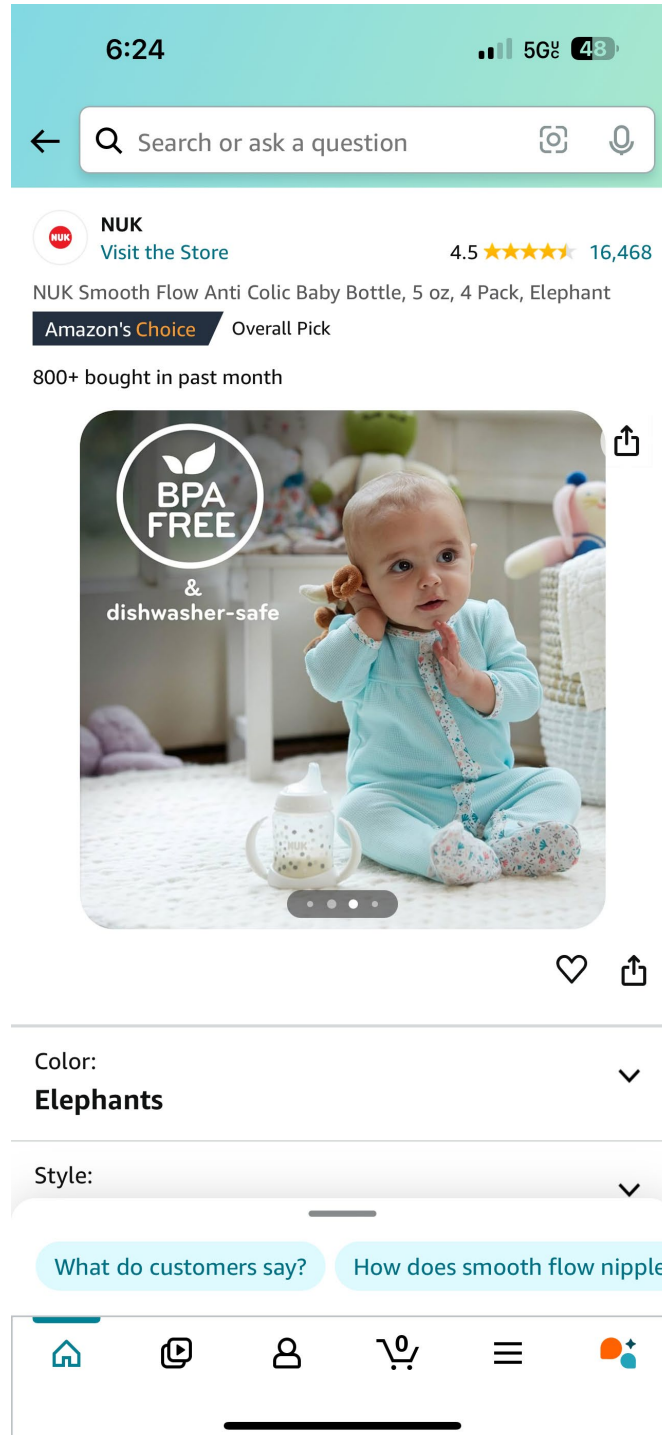 6:24
5GUC 48
Search or ask a question
NUK
NUK
Visit the Store
4.5 16,468
NUK Smooth Flow Anti Colic Baby Bottle, 5 oz, 4 Pack, Elephant
Amazon's Choice Overall Pick
800+ bought in past month
BPA
FREE
&
dishwasher-safe
NUK
Color:
Elephants
Style:
What do customers say? How does smooth flow nipple
0